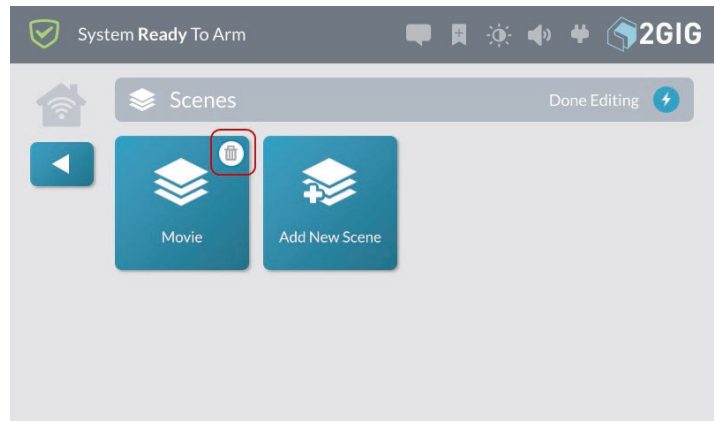 System Ready To Arm
2GIG
Scenes
Done Editing
Movie
Add New Scene